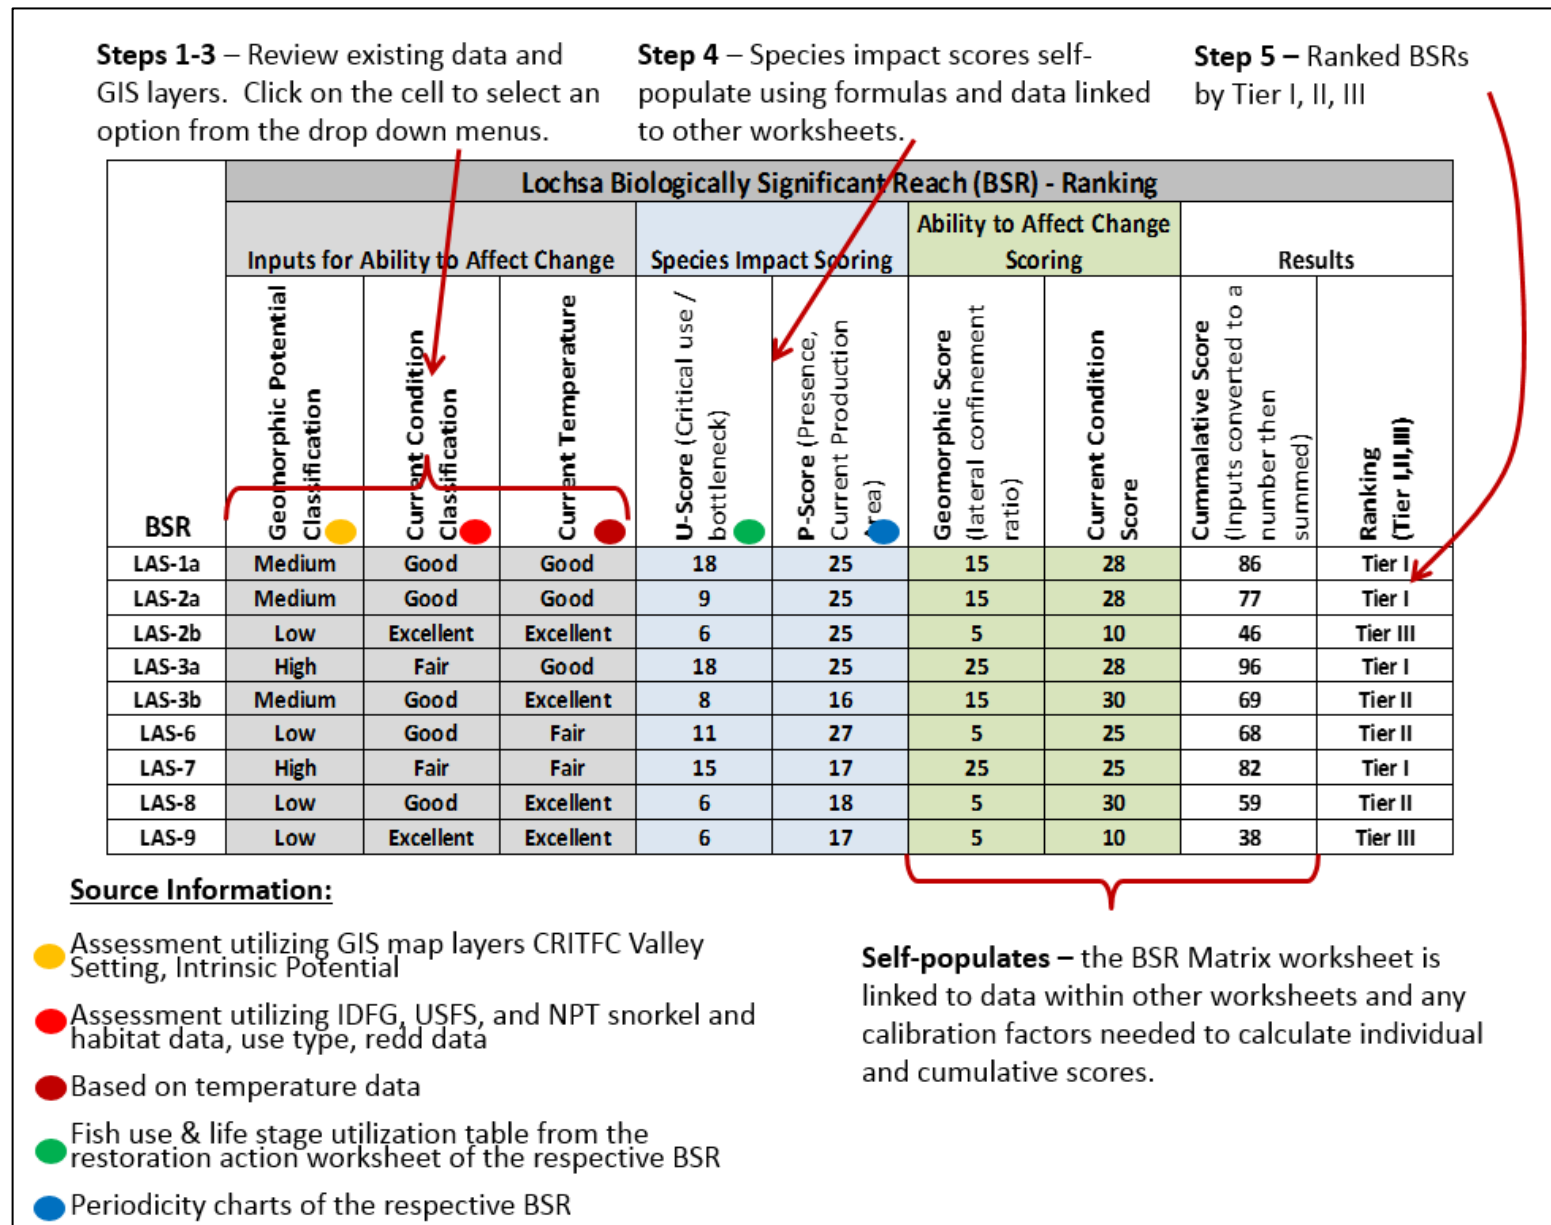 Steps 1-3 – Review existing data and
GIS layers.  Click on the cell to select an
option from the drop down menus.
Step 4 – Species impact scores self-
populate using formulas and data linked
to other worksheets.
Step 5 – Ranked BSRs
by Tier I, II, III
Lochsa Biologically Significant Reach (BSR) - Ranking
Inputs for Ability to Affect Change
Species Impact Scoring
Ability to Affect Change
Scoring
Results
BSR
Geomorphic Potential
Classification
Current Condition
Classification
Current Temperature
U-Score (Critical use /
bottleneck)
P-Score (Presence,
Current Production
Area)
Geomorphic Score
(lateral confinement
ratio)
Current Condition
Score
Cummalative Score
(Inputs converted to a
number then
summed)
Ranking
(Tier I,II,III)
LAS-1a Medium Good Good 18 25 15 28 86 Tier I
LAS-2a Medium Good Good 9 25 15 28 77 Tier I
LAS-2b Low Excellent Excellent 6 25 5 10 46 Tier III
LAS-3a High Fair Good 18 25 25 28 96 Tier I
LAS-3b Medium Good Excellent 8 16 15 30 69 Tier II
LAS-6 Low Good Fair 11 27 5 25 68 Tier II
LAS-7 High Fair Fair 15 17 25 25 82 Tier I
LAS-8 Low Good Excellent 6 18 5 30 59 Tier II
LAS-9 Low Excellent Excellent 6 17 5 10 38 Tier III
Source Information:
Assessment utilizing GIS map layers CRITFC Valley
Setting, Intrinsic Potential
Assessment utilizing IDFG, USFS, and NPT snorkel and
habitat data, use type, redd data
Based on temperature data
Fish use & life stage utilization table from the
restoration action worksheet of the respective BSR
Periodicity charts of the respective BSR
Self-populates – the BSR Matrix worksheet is
linked to data within other worksheets and any
calibration factors needed to calculate individual
and cumulative scores.